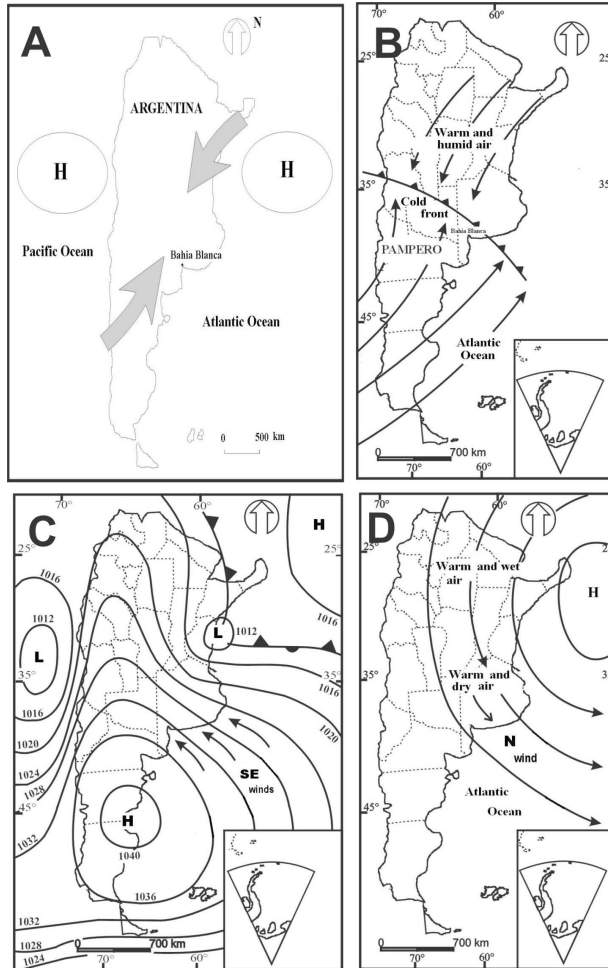 A
N
ARGENTINA
H
H
Pacific Ocean
Bahia Blanca
Atlantic Ocean
0 500 km
B
70°
60°
25°
25°
Warm and
humid air
35°
35°
Cold
front
Bahia Blanca
PAMPERO
45°
Atlantic
Ocean
0 700 km
70°
60°
C
70°
60°
H
25°
25°
1016
1012
L
L
1012
1016
35°
35°
1016
1016
1020
1020
1024
1028
SE
winds
45°
1032
H
1040
1036
1032
1028
1024
0 700 km
70°
60°
D
70°
60°
25°
Warm and wet
air
H
35°
Warm and
dry air
N
wind
Atlantic
Ocean
45°
0 700 km
70°
60°